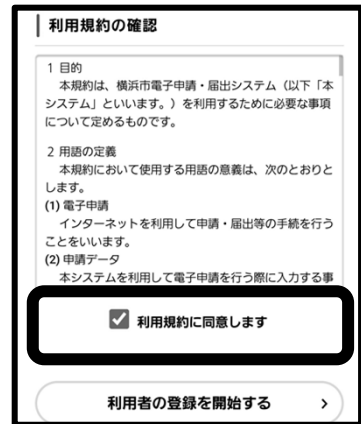 利用規約の確認
1 目的
本規約は、横浜市電子申請・届出システム（以下「本
システム」といいます。）を利用するために必要な事項
について定めるものです。
2 用語の定義
本規約において使用する用語の意義は、次のとおりと
します。
(1) 電子申請
インターネットを利用して申請・届出等の手続を行う
ことをいいます。
(2) 申請データ
本システムを利用して電子申請を行う際に入力する事
利用規約に同意します
利用者の登録を開始する